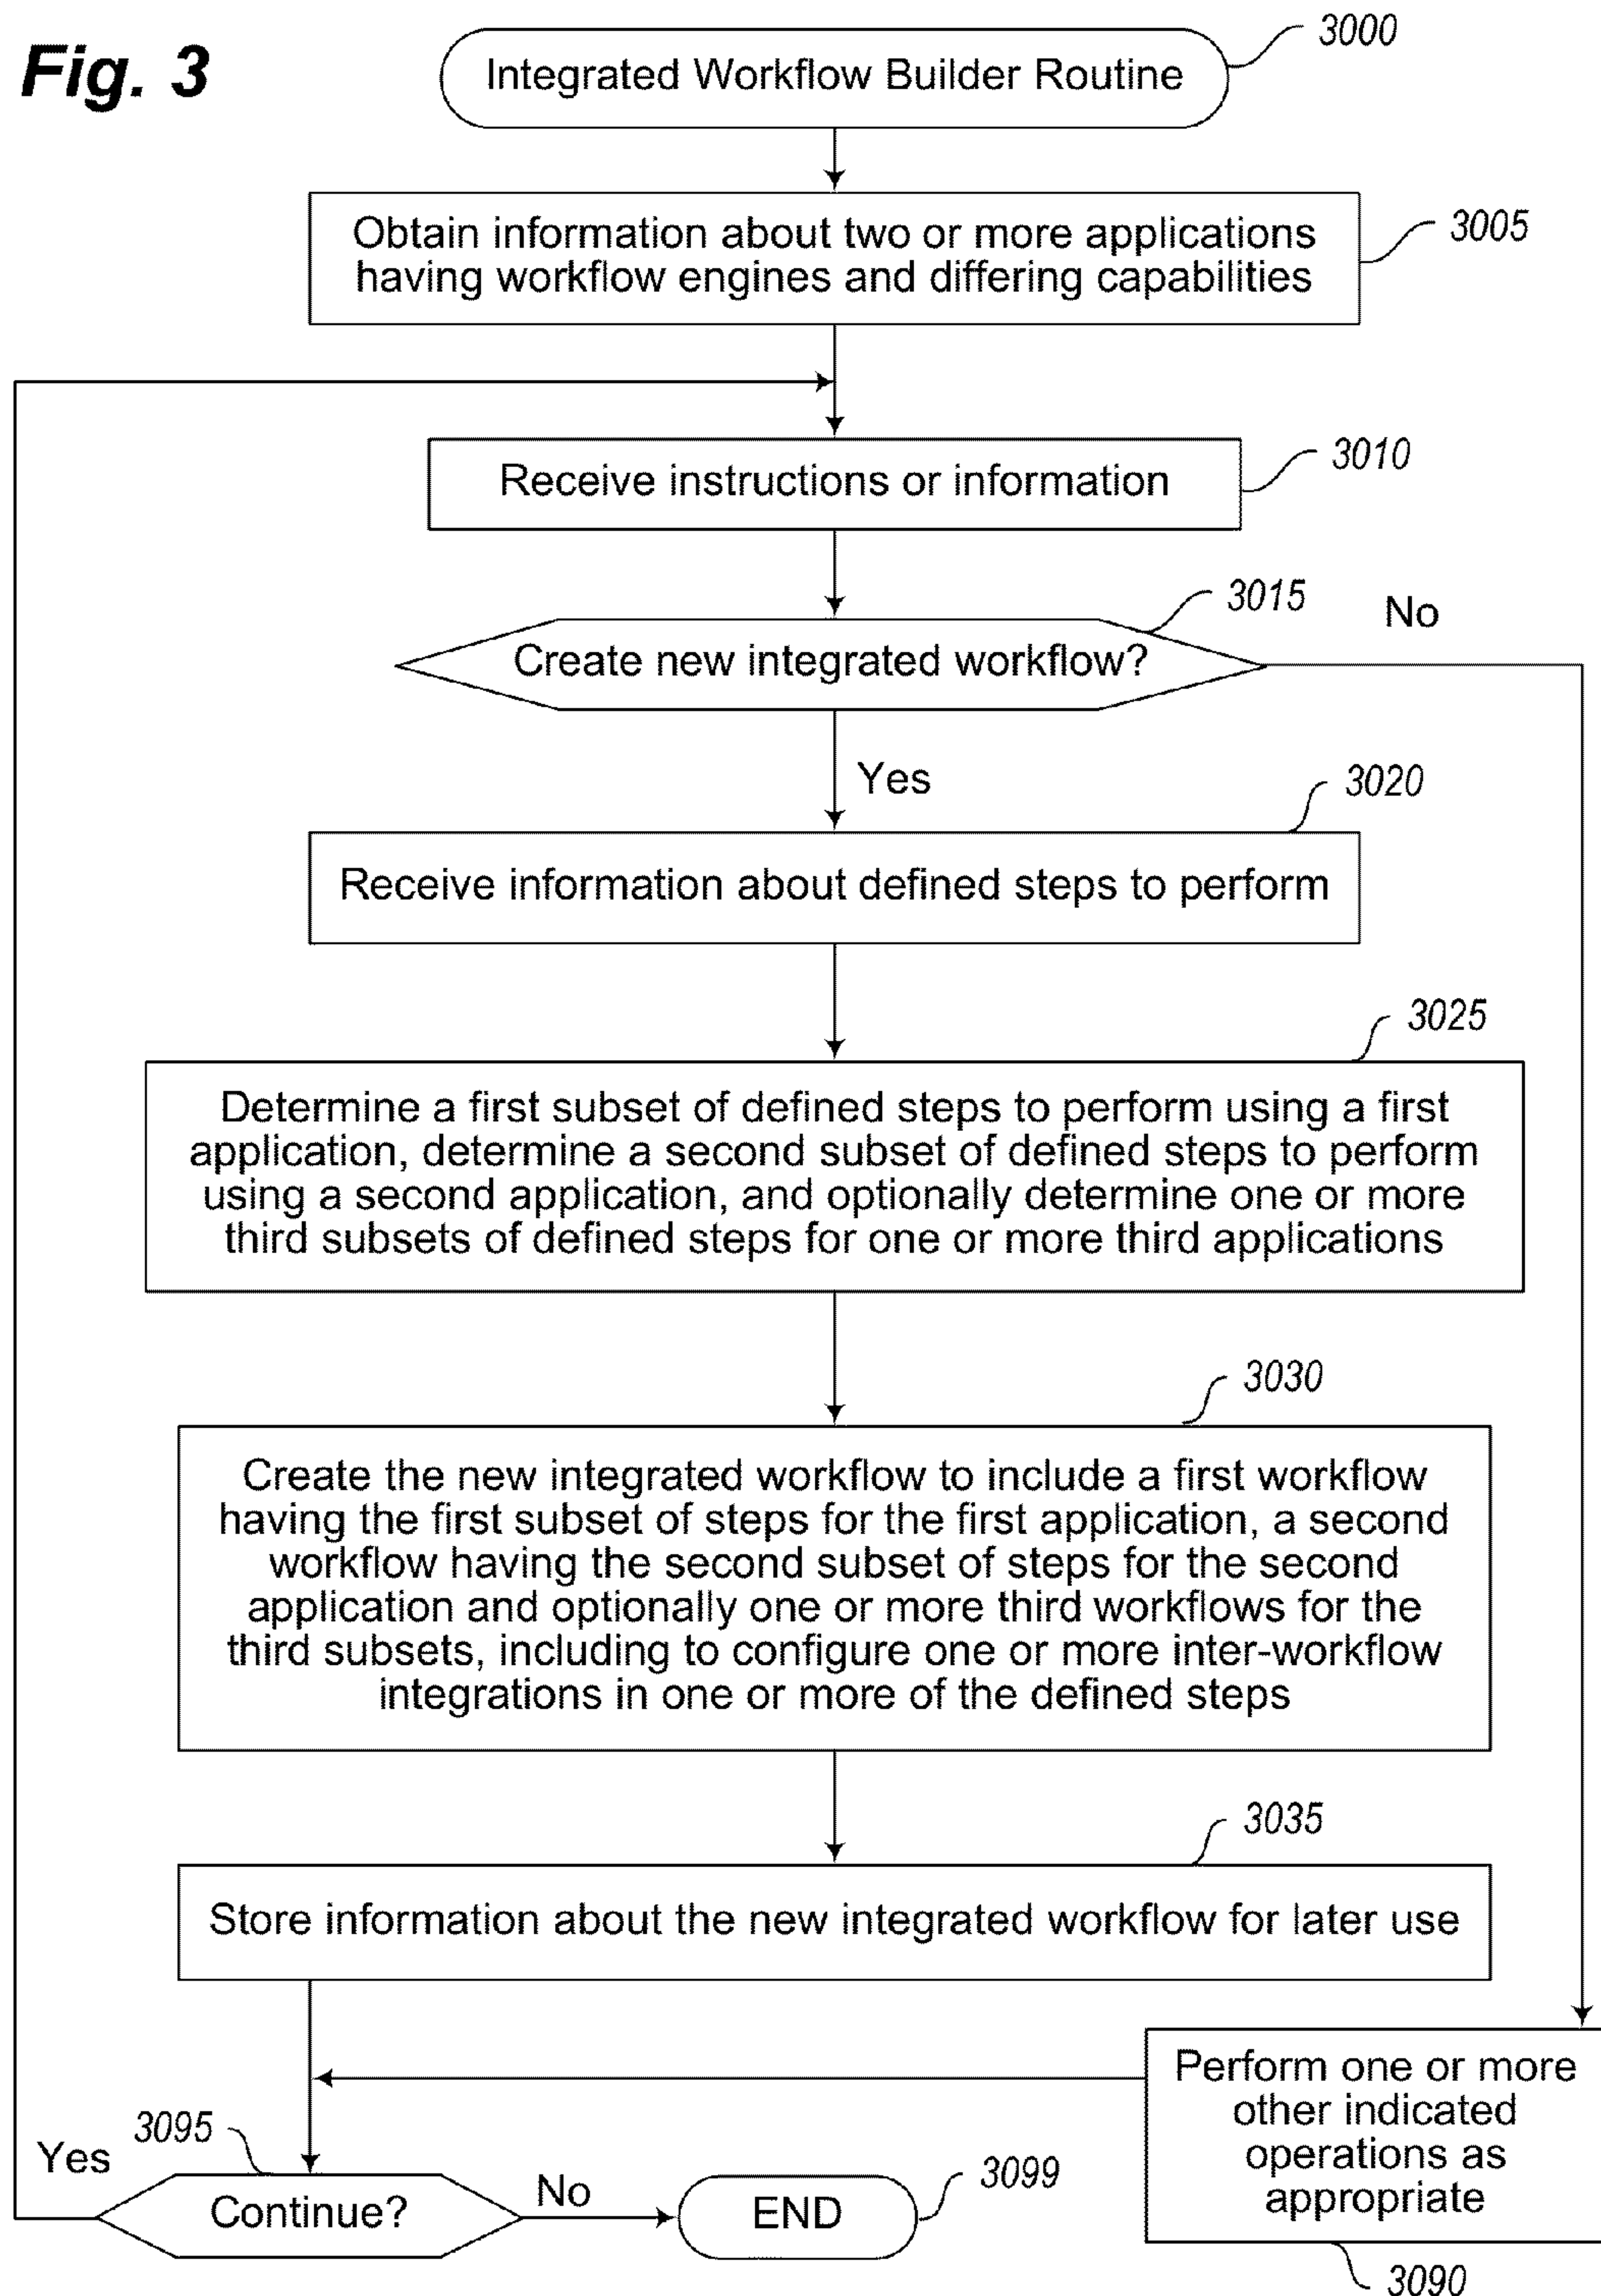 Fig. 3
3000
Integrated Workflow Builder Routine
3005
Obtain information about two or more applications
having workflow engines and differing capabilities
3010
Receive instructions or information
3015
No
Create new integrated workflow?
Yes
3020
Receive information about defined steps to perform
3025
Determine a first subset of defined steps to perform using a first
application, determine a second subset of defined steps to perform
using a second application, and optionally determine one or more
third subsets of defined steps for one or more third applications
3030
Create the new integrated workflow to include a first workflow
having the first subset of steps for the first application, a second
workflow having the second subset of steps for the second
application and optionally one or more third workflows for the
third subsets, including to configure one or more inter-workflow
integrations in one or more of the defined steps
3035
Store information about the new integrated workflow for later use
Perform one or more
other indicated
operations as
appropriate
3090
3095
Yes
Continue?
No
END
3099